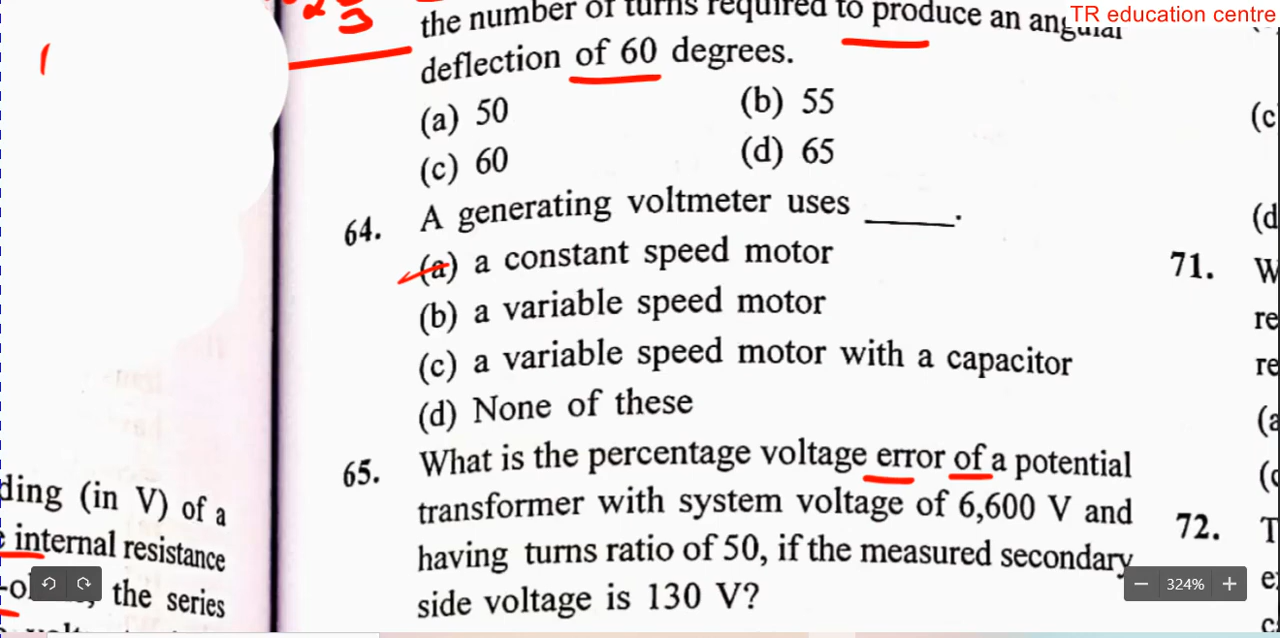 TR education centre
the number of turns required to produce an angular
deflection of 60 degrees.
(a) 50
(b) 55
(c) 60
(d) 65
64. A generating voltmeter uses _____.
(a) a constant speed motor
(b) a variable speed motor
(c) a variable speed motor with a capacitor
(d) None of these
65. What is the percentage voltage error of a potential
transformer with system voltage of 6,600 V and
having turns ratio of 50, if the measured secondary
side voltage is 130 V?
(in V) of a
internal resistance
the series
3
71.
72.
324%